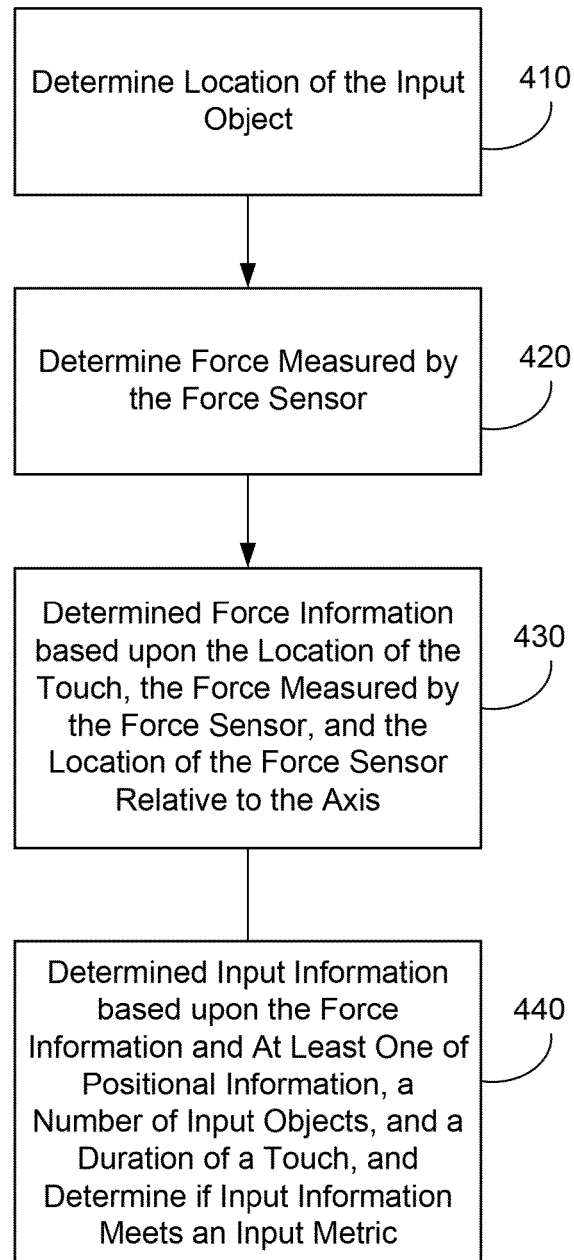 Determine Location of the Input
Object
410
Determine Force Measured by
the Force Sensor
420
Determined Force Information
based upon the Location of the
Touch, the Force Measured by
the Force Sensor, and the
Location of the Force Sensor
Relative to the Axis
430
Determined Input Information
based upon the Force
Information and At Least One of
Positional Information, a
Number of Input Objects, and a
Duration of a Touch, and
Determine if Input Information
Meets an Input Metric
440